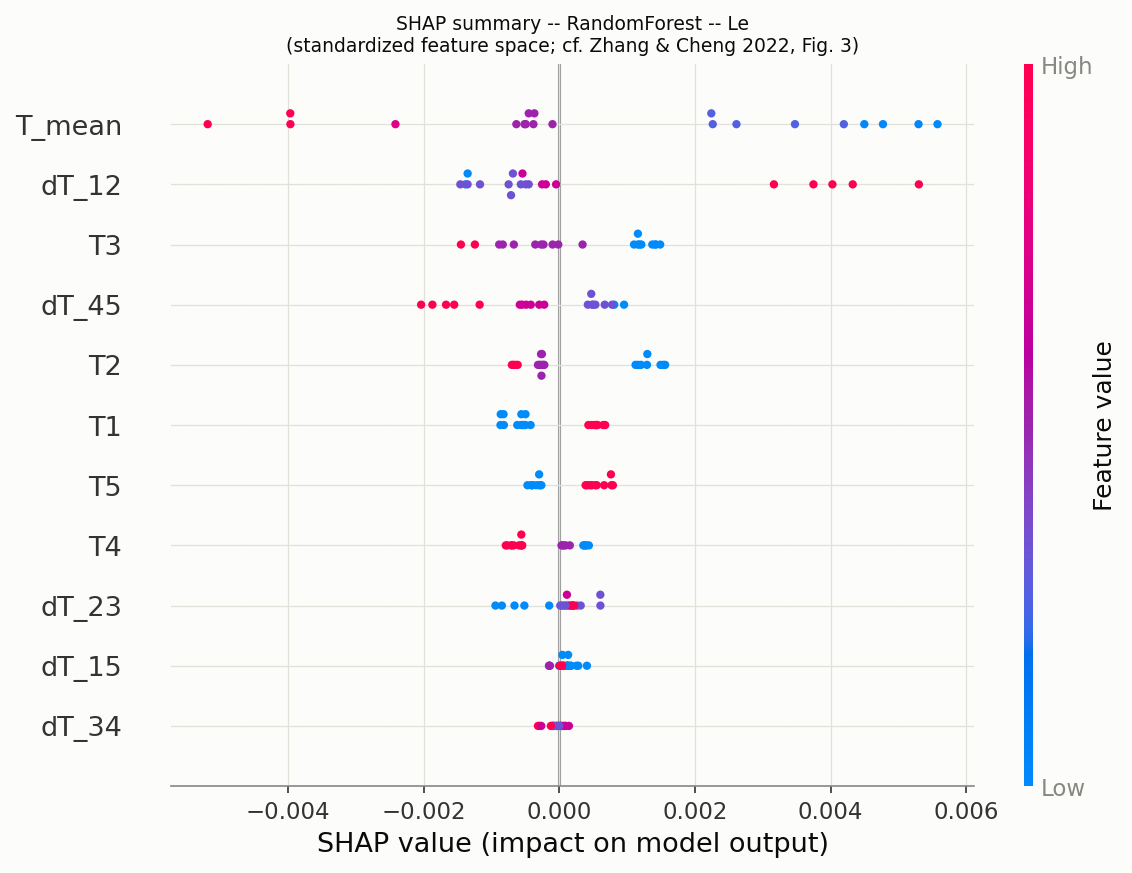 SHAP summary -- RandomForest -- Le
(standardized feature space; cf. Zhang & Cheng 2022, Fig. 3)
High
T_mean
dT_12
T3
dT_45
T2
T1
T5
T4
dT_23
dT_15
dT_34
Feature value
Low
−0.004 −0.002 0.000 0.002 0.004 0.006
SHAP value (impact on model output)